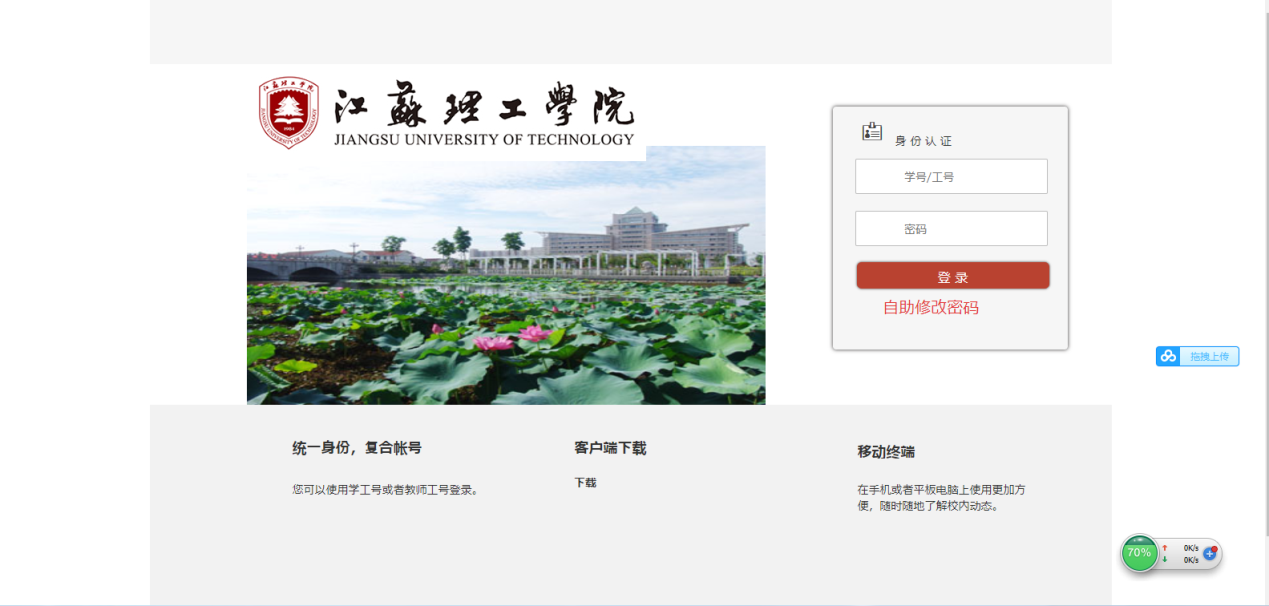 江蘇理工學院
JIANGSU UNIVERSITY OF TECHNOLOGY
身份认证
学号/工号
密码
登录
自助修改密码
拖拽上传
统一身份，复合帐号
您可以使用学工号或者教师工号登录。
客户端下载
下载
移动终端
在手机或者平板电脑上使用更加方
便，随时随地了解校内动态。
70%
0K/s
0K/s